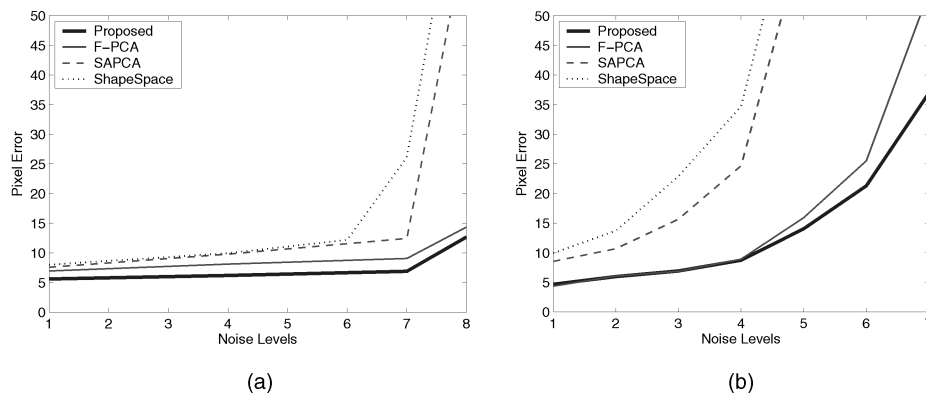 50
45
40
35
30
25
20
15
10
5
0
Pixel Error
Proposed
F-PCA
SAPCA
ShapeSpace
1 2 3 4 5 6 7 8
Noise Levels
(a)
50
45
40
35
30
25
20
15
10
5
0
Pixel Error
Proposed
F-PCA
SAPCA
ShapeSpace
1 2 3 4 5 6
Noise Levels
(b)